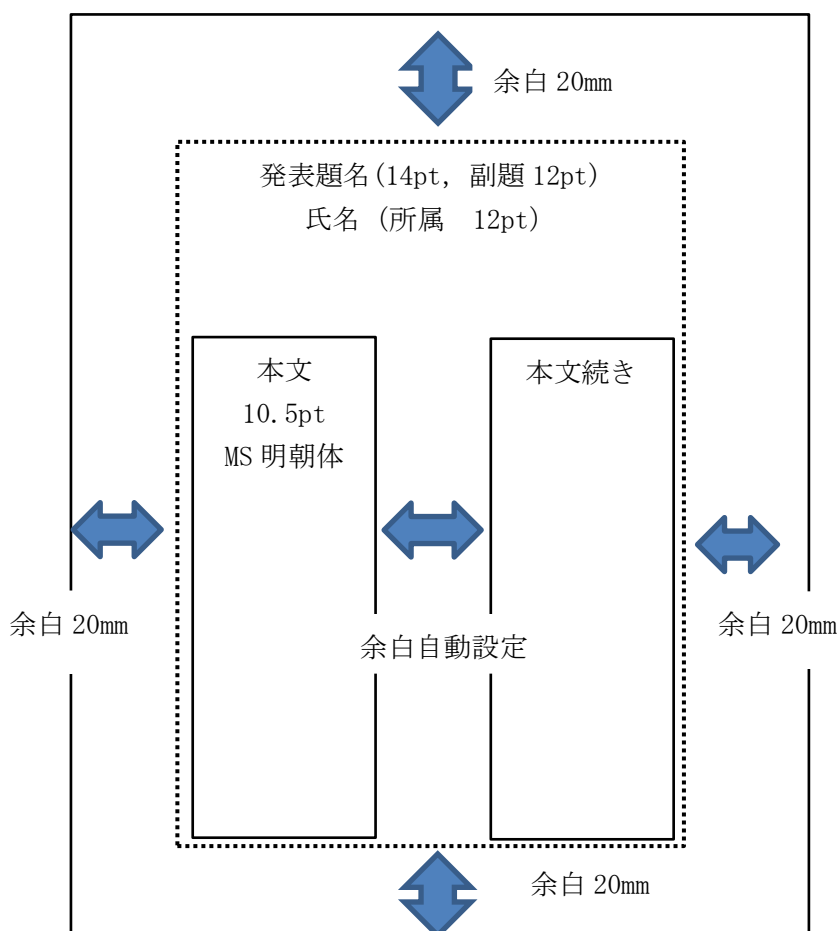 余白 20mm
発表題名(14pt, 副題 12pt)
氏名 (所属　12pt)
本文
10.5pt
MS 明朝体
本文続き
余白 20mm
余白自動設定
余白 20mm
余白 20mm